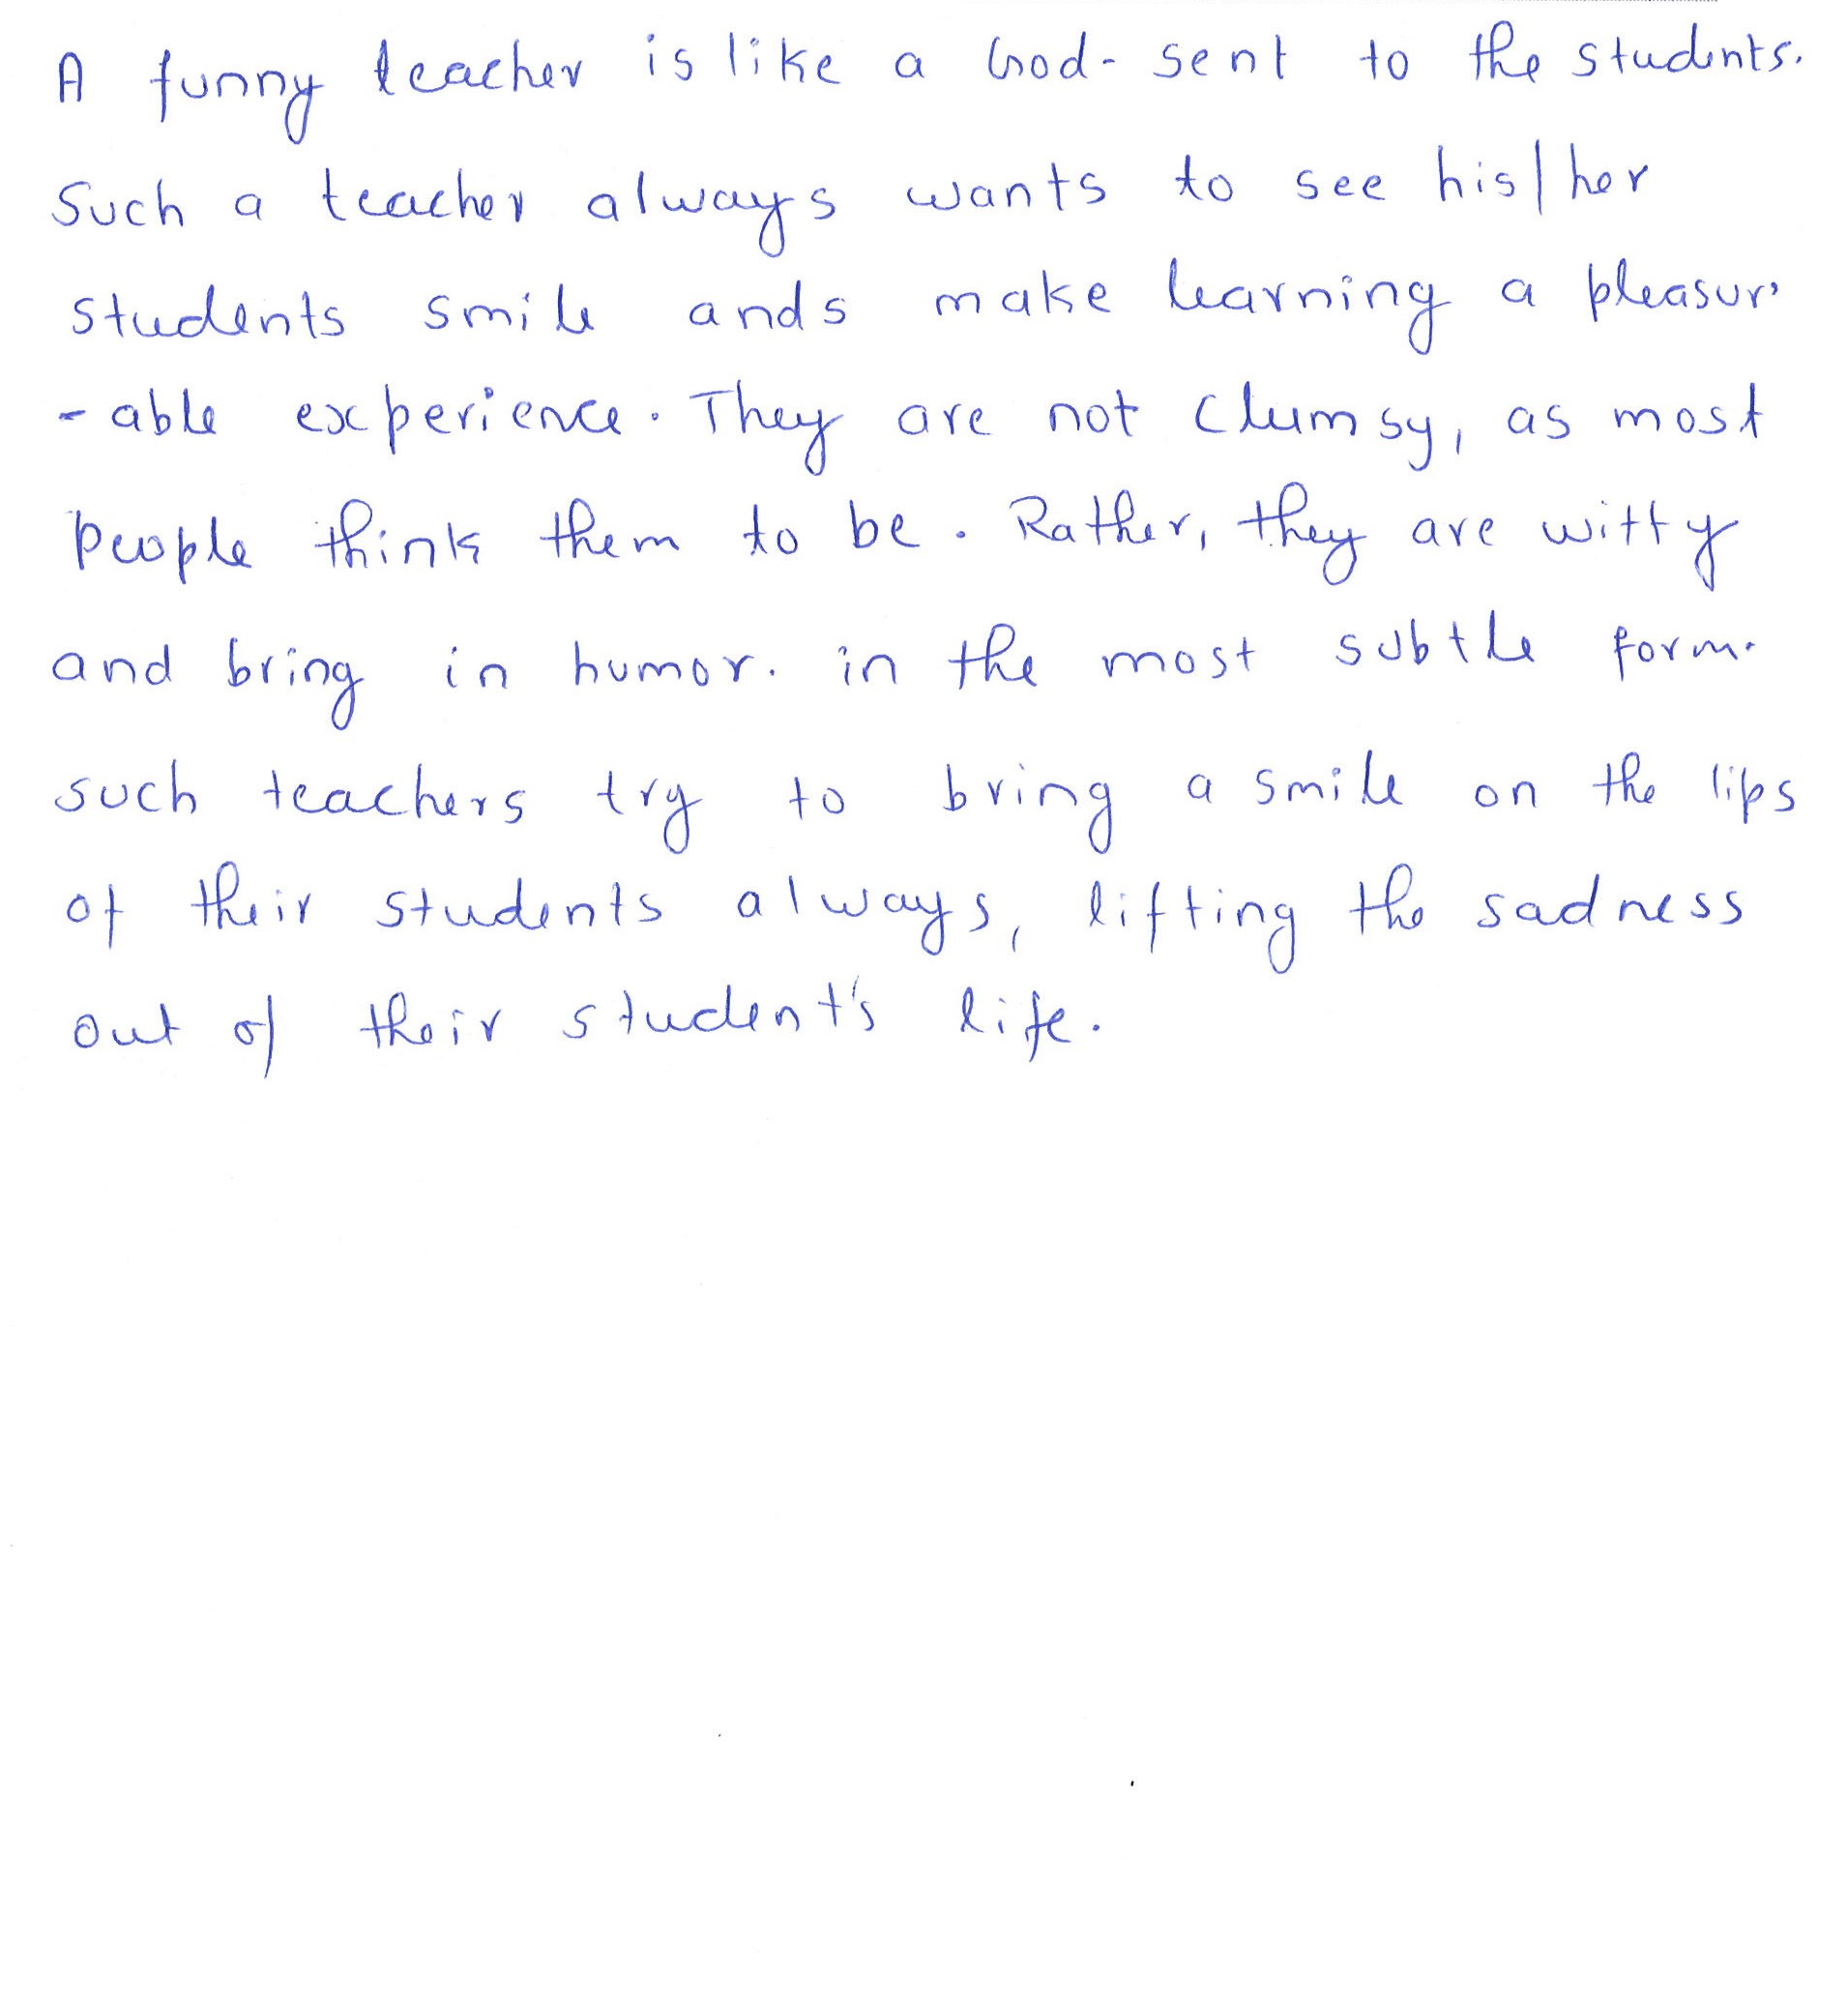 A funny teacher is like a God-sent to the students.
Such a teacher always wants to see his/her
students smile ands make learning a pleasur-
-able experience. They are not clumsy, as most
people think them to be. Rather, they are witty
and bring in humor. in the most subtle form.
such teachers try to bring a smile on the lips
of their students always, lifting the sadness
out of their student's life.